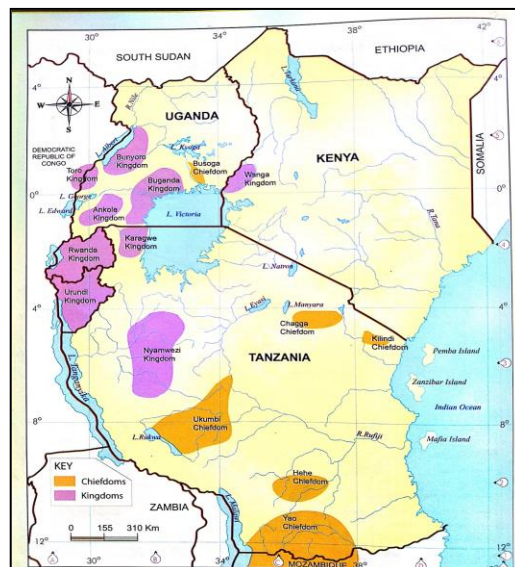 30°
34°
38°
42°
SOUTH SUDAN
ETHIOPIA
N
W
E
S
4°
4°
R.Nile
L.Turkana
UGANDA
SOMALIA
DEMOCRATIC
REPUBLIC OF
CONGO
L.Albert
Bunyoro
Kingdom
L. Kyoga
KENYA
Toro
Kingdom
Busoga
Chiefdom
Wanga
Kingdom
Buganda
Kingdom
0°
0°
L. George
L. Edward
Ankole
Kingdom
L. Victoria
R.Tana
Rwanda
Kingdom
Karagwe
Kingdom
L. Natron
Urundi
Kingdom
4°
4°
L.Eyasi
L.Manyara
Chagga
Chiefdom
Kilindi
Chiefdom
Nyamwezi
Kingdom
TANZANIA
Pemba Island
L. Tanganyika
Zanzibar Island
Indian Ocean
8°
8°
Ukumbi
Chiefdom
L.Rukwa
R.Rufiji
Mafia Island
KEY
Chiefdoms
Kingdoms
Hehe
Chiefdom
ZAMBIA
0 155 310 Km
Yao
Chiefdom
12°
12°
30°
MOZAMBIQUE
38°